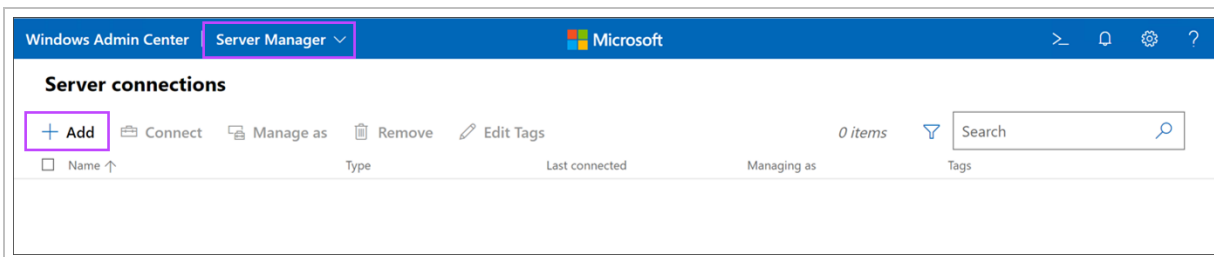 Windows Admin Center | Server Manager Microsoft >_ ?
Server connections
+ Add Connect Manage as Remove Edit Tags 0 items Search
Name ↑ Type Last connected Managing as Tags